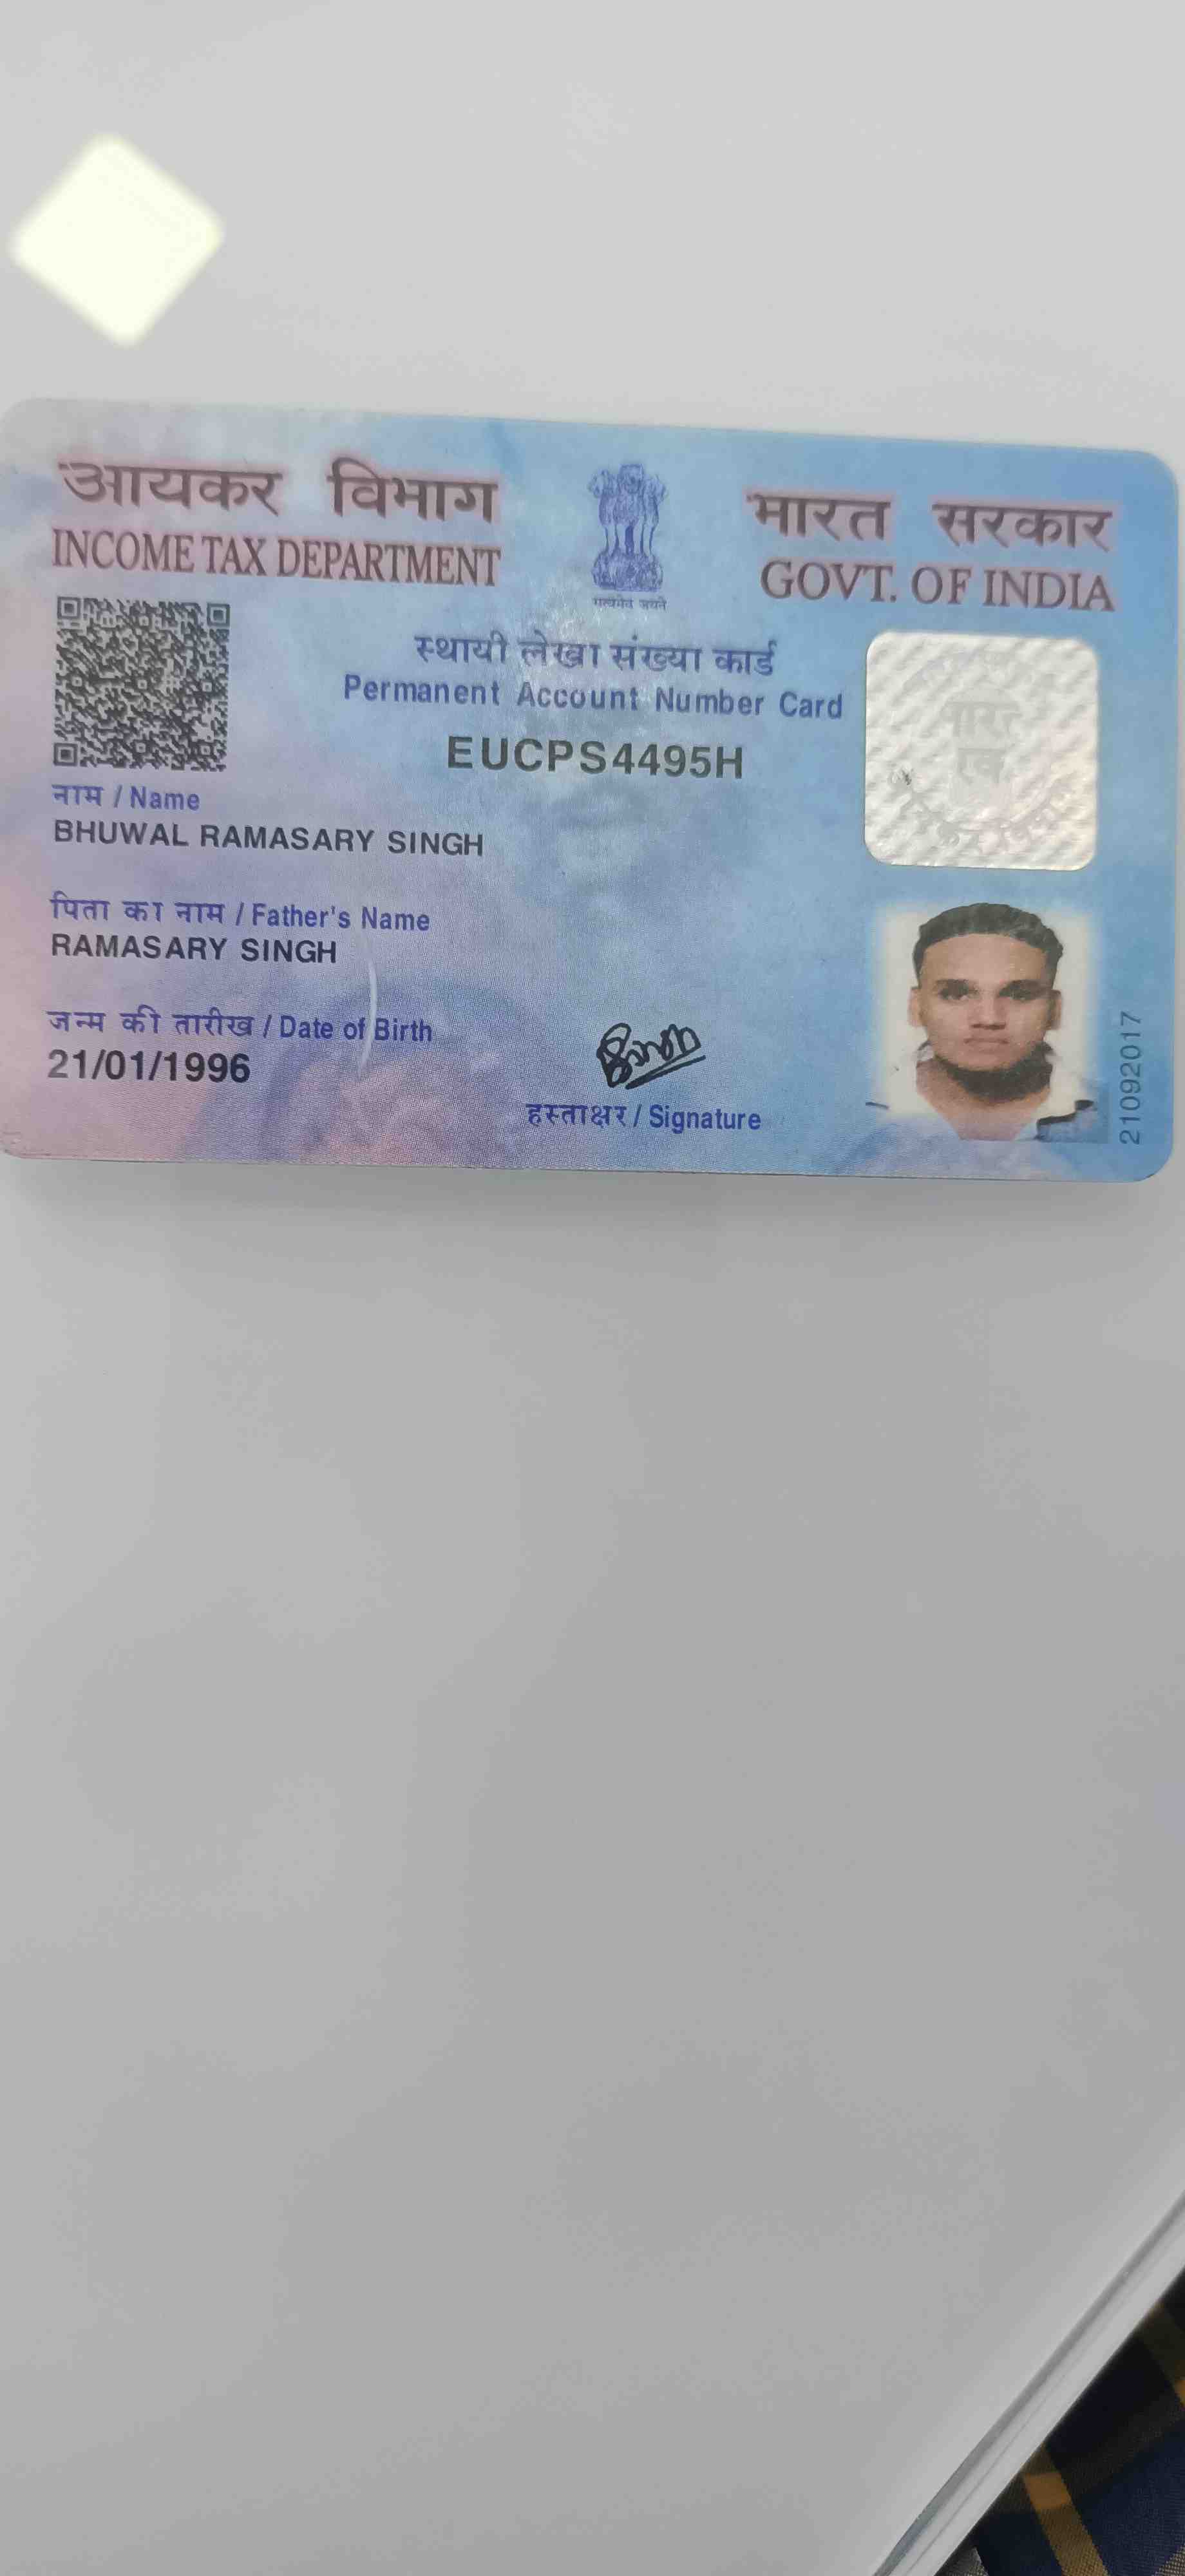 आयकर विभाग
INCOME TAX DEPARTMENT
सत्यमेव जयते
भारत सरकार
GOVT. OF INDIA
स्थायी लेखा संख्या कार्ड
Permanent Account Number Card
EUCPS4495H
नाम / Name
BHUWAL RAMASARY SINGH
पिता का नाम / Father's Name
RAMASARY SINGH
जन्म की तारीख / Date of Birth
21/01/1996
हस्ताक्षर / Signature
21092017